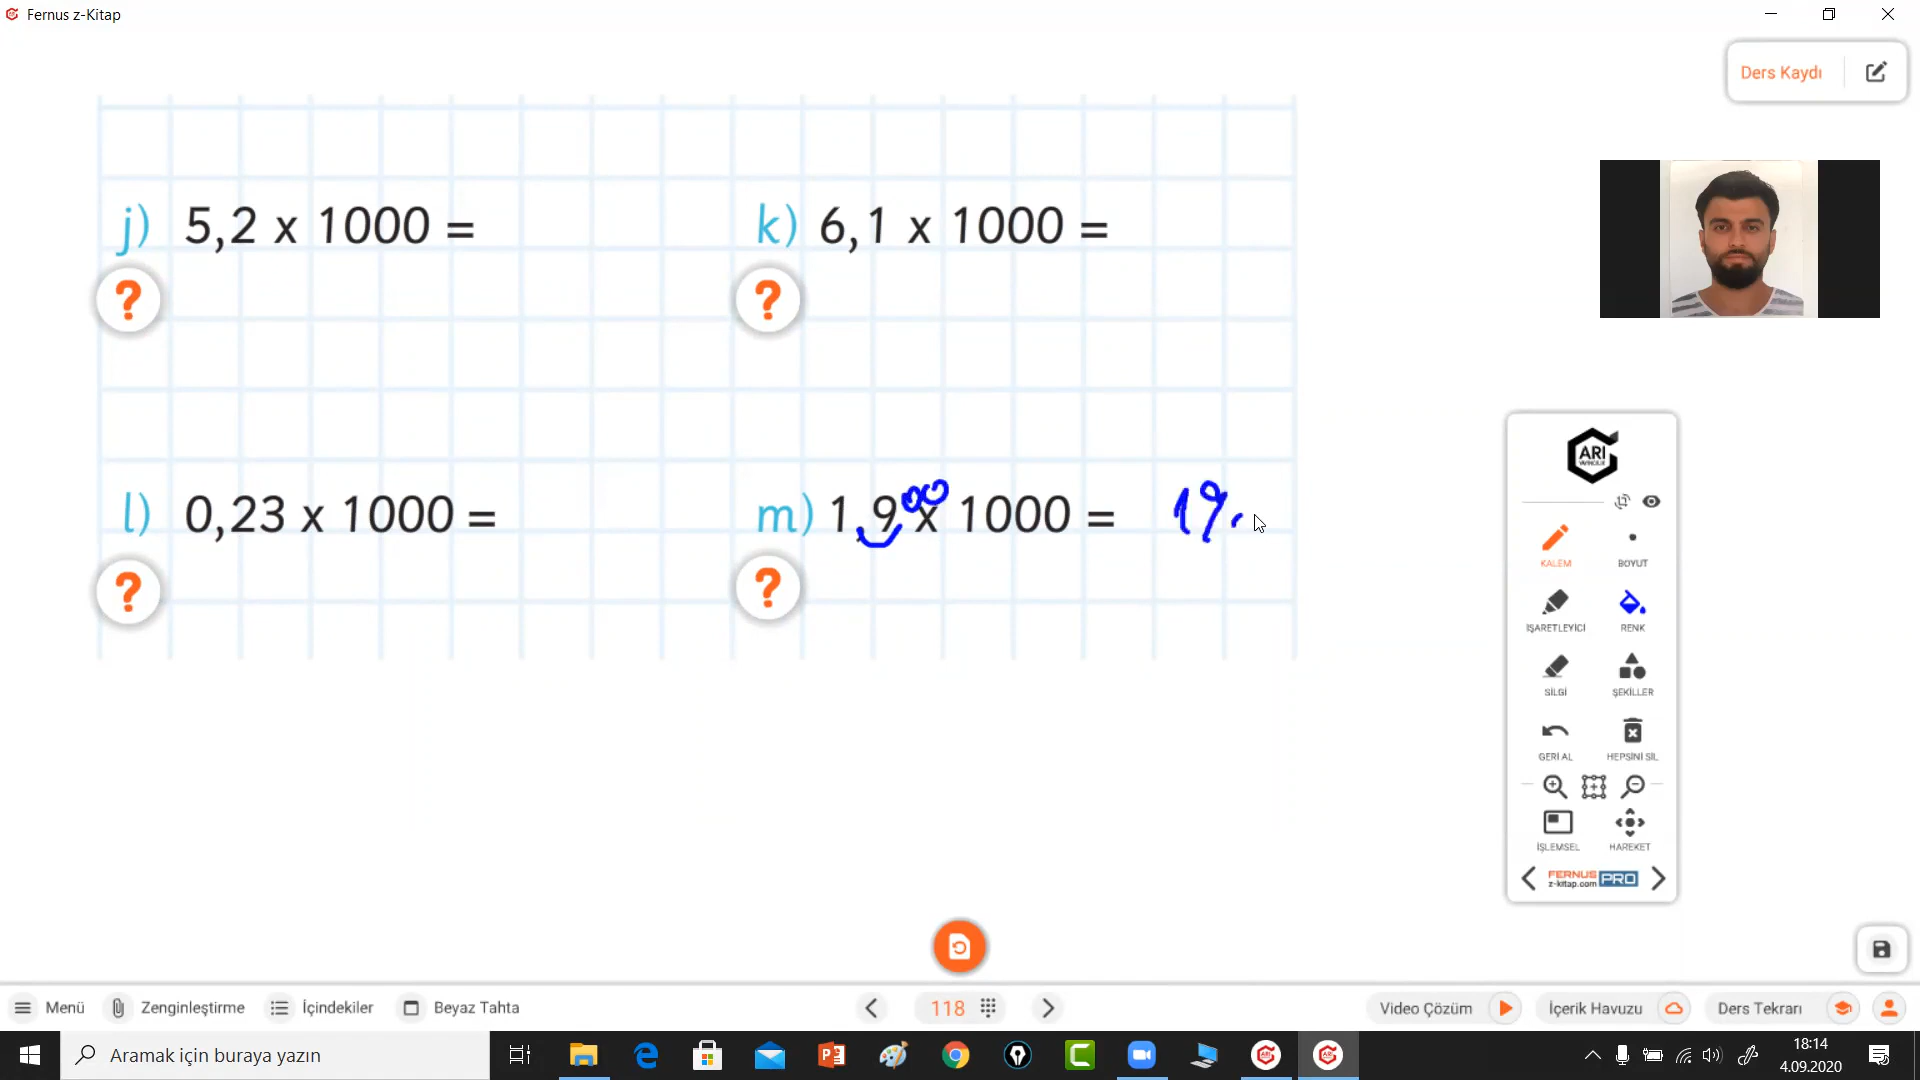 Fernus z-Kitap
Ders Kaydı
j) 5,2 x 1000 =
k) 6,1 x 1000 =
?
?
l) 0,23 x 1000 =
m) 1,9 00 x 1000 = 19
?
?
ARI
YAYINCILIK
KALEM
BOYUT
İŞARETLEYİCİ
RENK
SİLGİ
ŞEKİLLER
GERİ AL
HEPSİNİ SİL
İŞLEMSEL
HAREKET
FERNUS
z-kitap.com PRO
Menü
Zenginleştirme
İçindekiler
Beyaz Tahta
118
Video Çözüm
İçerik Havuzu
Ders Tekrarı
Aramak için buraya yazın
18:14
4.09.2020